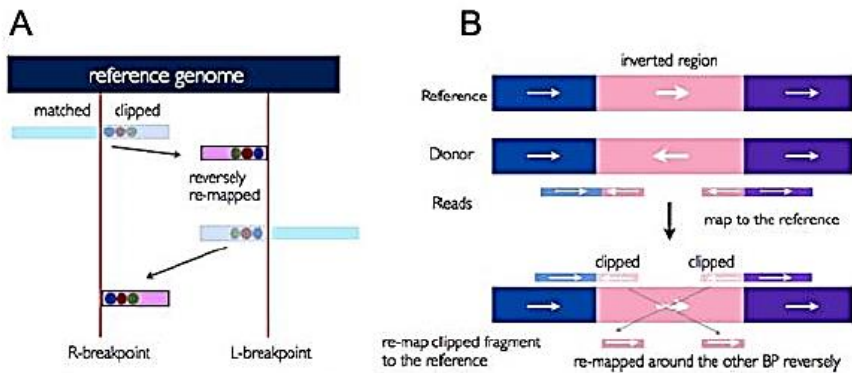 A
reference genome
matched
clipped
reversely
re-mapped
R-breakpoint
L-breakpoint
B
inverted region
Reference
Donor
Reads
map to the reference
clipped
clipped
re-map clipped fragment
to the reference
re-mapped around the other BP reversely